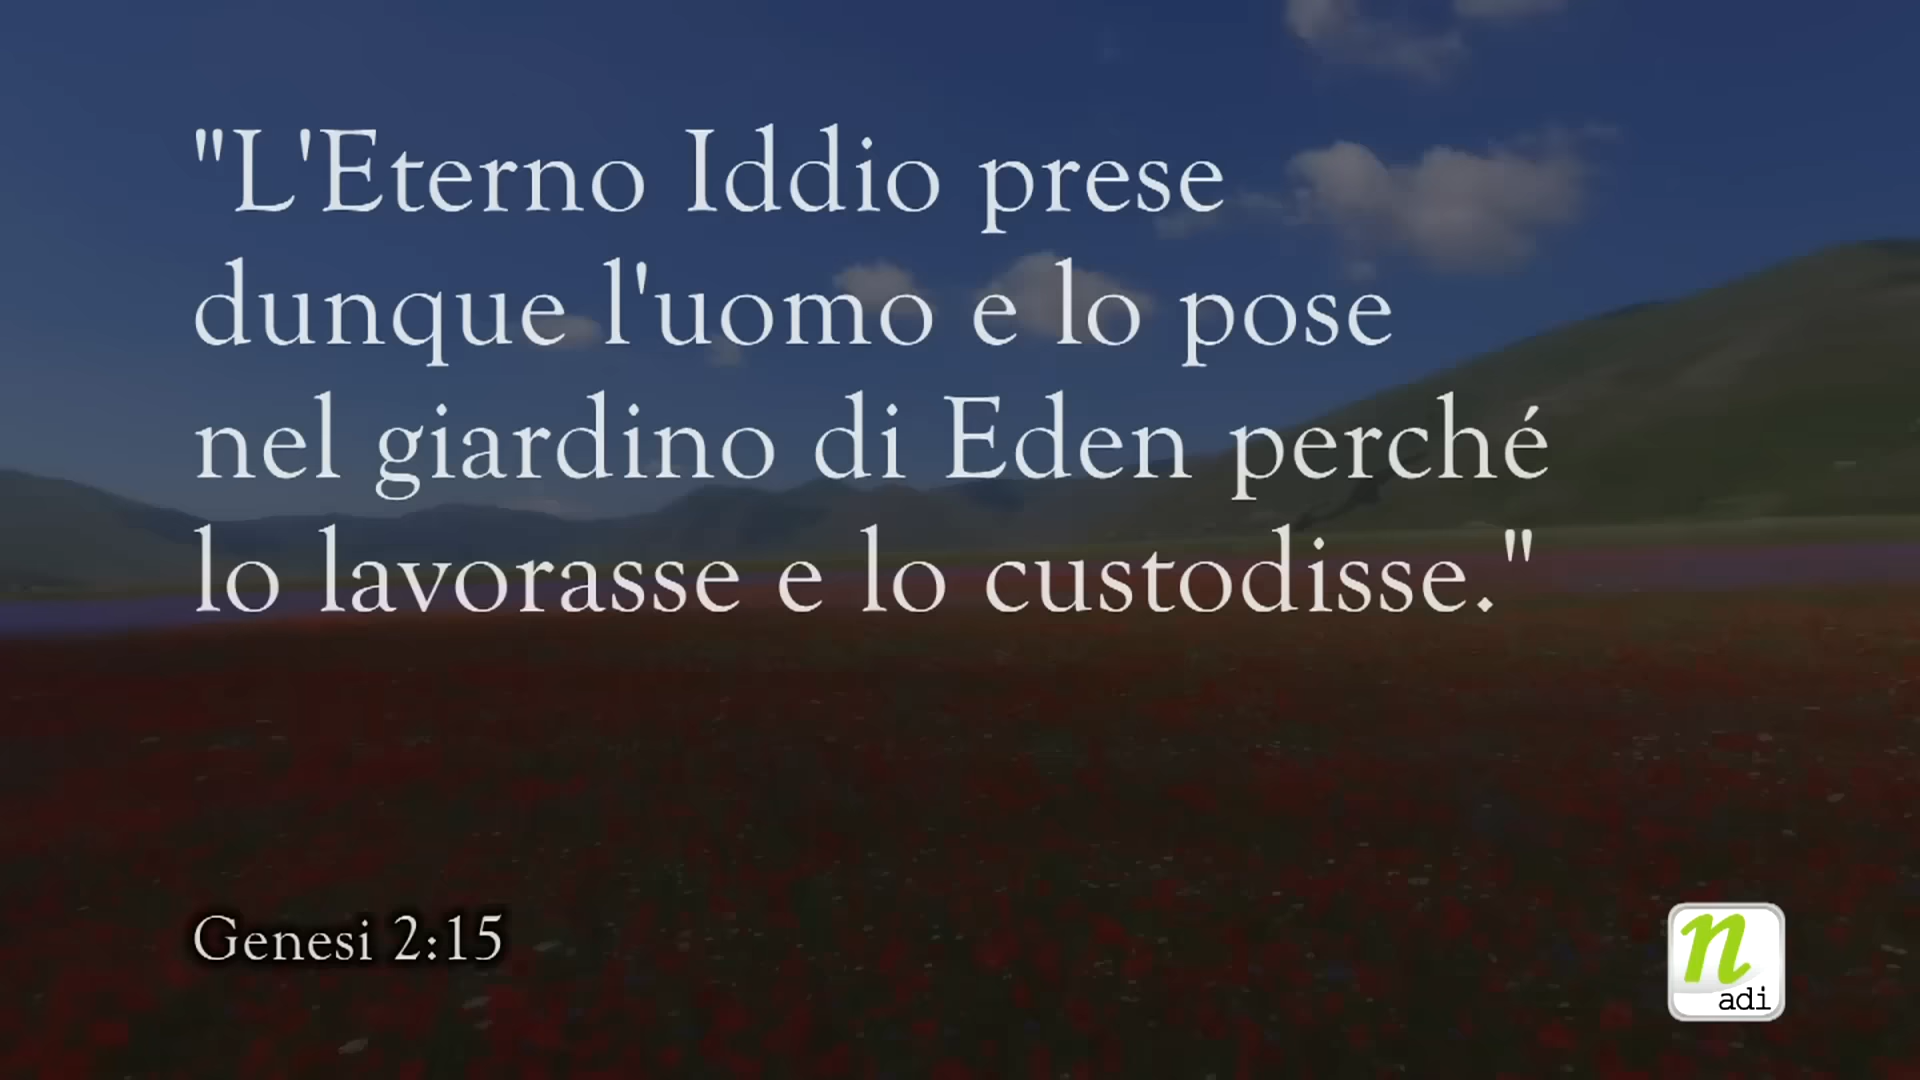 "L'Eterno Iddio prese
dunque l'uomo e lo pose
nel giardino di Eden perché
lo lavorasse e lo custodisse."
Genesi 2:15
n
adi